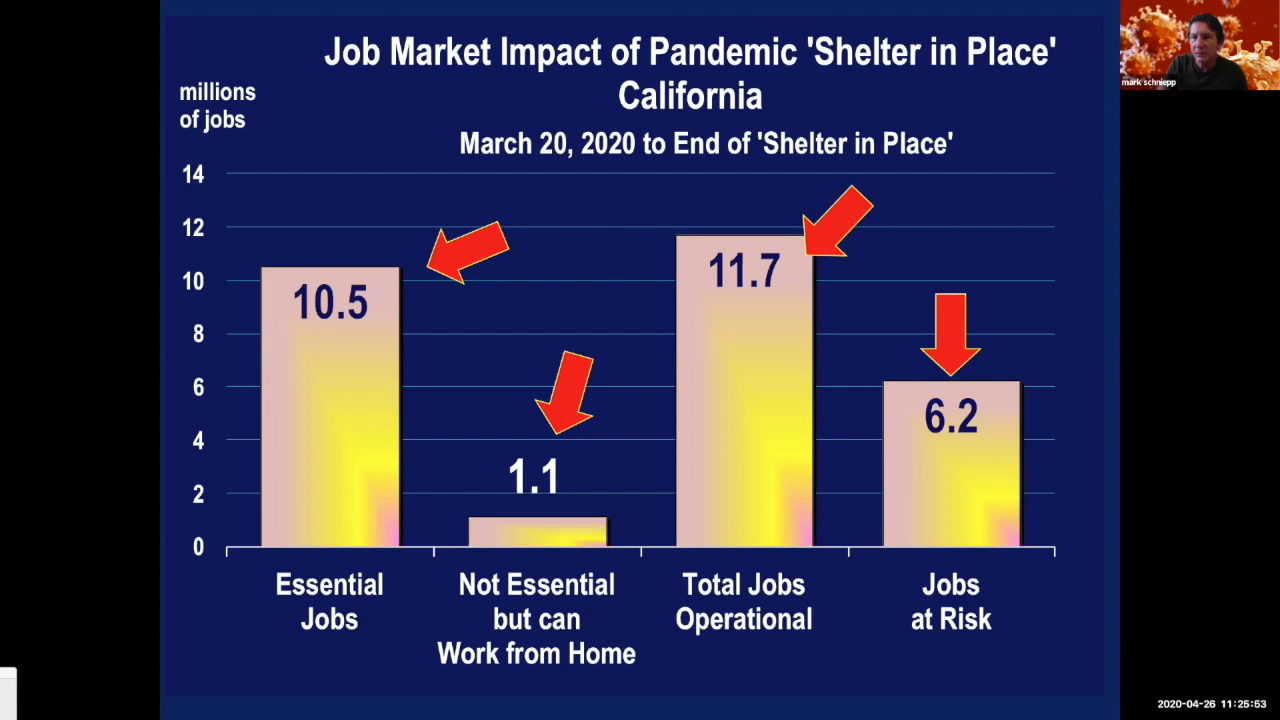 Job Market Impact of Pandemic 'Shelter in Place'
California
March 20, 2020 to End of 'Shelter in Place'
millions
of jobs
14
12
10
8
6
4
2
0
10.5
1.1
11.7
6.2
Essential
Jobs
Not Essential
but can
Work from Home
Total Jobs
Operational
Jobs
at Risk
mark schniepp
2020-04-26 11:25:53